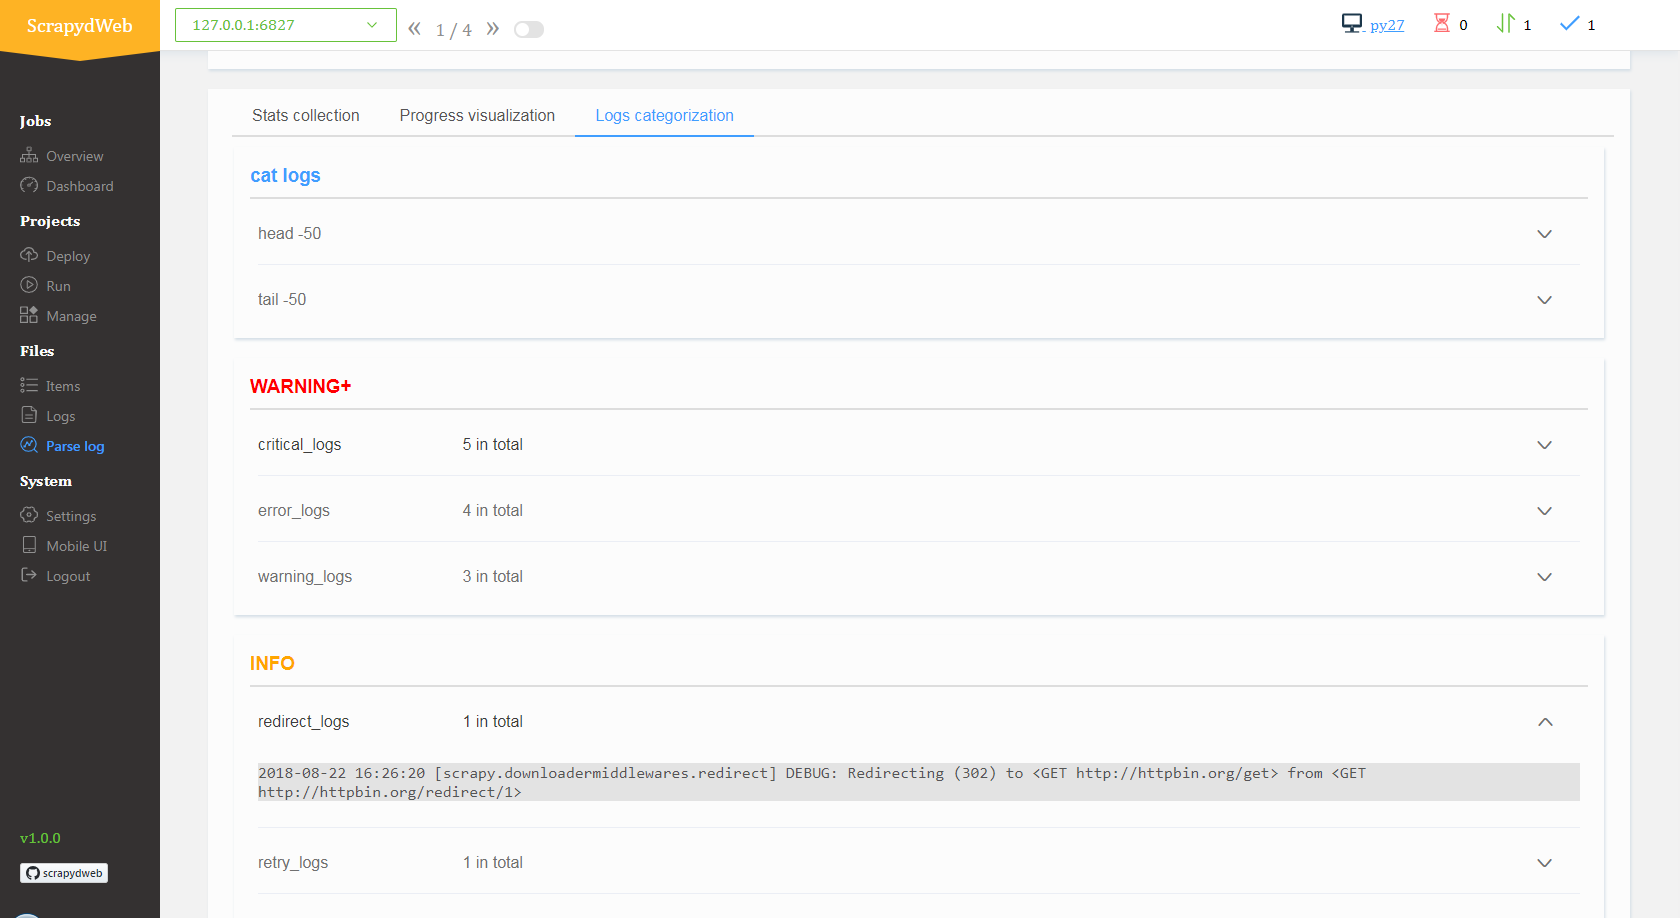 ScrapydWeb
127.0.0.1:6827
« 1 / 4 »
py27
0
1
1
Jobs
Overview
Dashboard
Projects
Deploy
Run
Manage
Files
Items
Logs
Parse log
System
Settings
Mobile UI
Logout
v1.0.0
scrapydweb
Stats collection
Progress visualization
Logs categorization
cat logs
head -50
tail -50
WARNING+
critical_logs 5 in total
error_logs 4 in total
warning_logs 3 in total
INFO
redirect_logs 1 in total
2018-08-22 16:26:20 [scrapy.downloadermiddlewares.redirect] DEBUG: Redirecting (302) to <GET http://httpbin.org/get> from <GET
http://httpbin.org/redirect/1>
retry_logs 1 in total